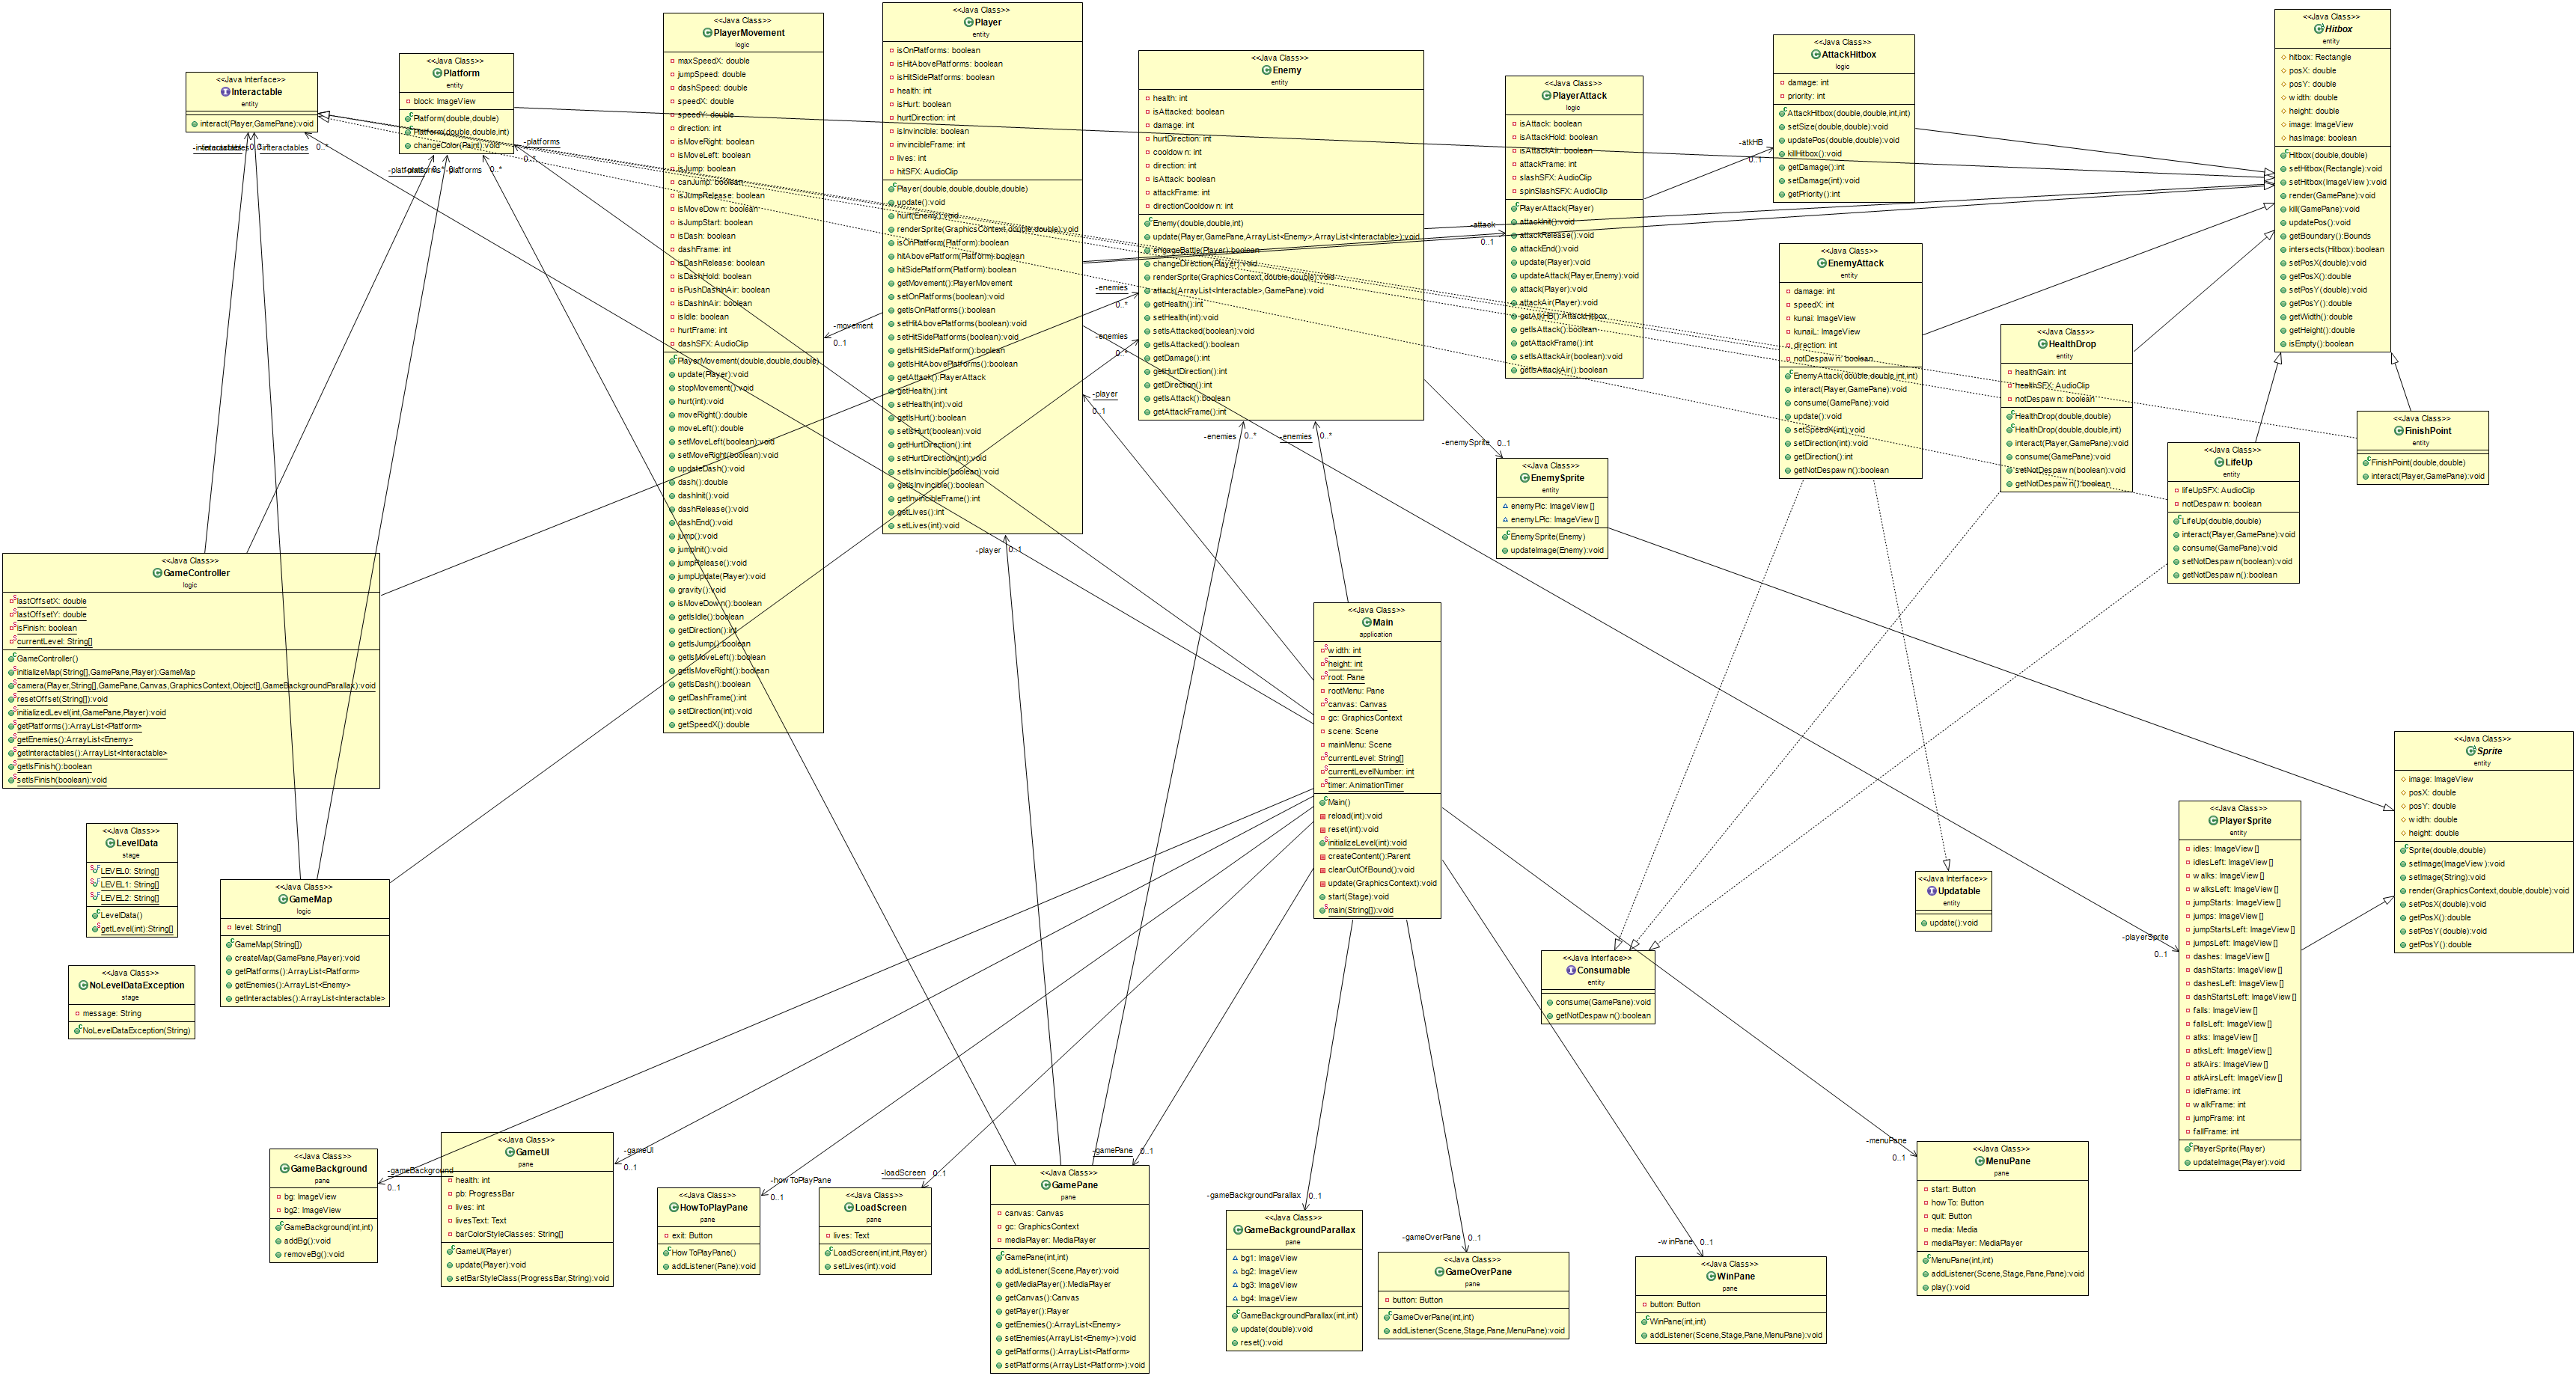 <<Java Interface>>
Interactable
entity
interact(Player,GamePane):void
-interactables
0..*
-interactables
0..*
<<Java Class>>
Platform
entity
block: ImageView
Platform(double,double)
Platform(double,double,int)
changeColor(Paint):void
-platforms
0..*
-platforms
-platforms
0..*
<<Java Class>>
PlayerMovement
logic
maxSpeedX: double
jumpSpeed: double
dashSpeed: double
speedX: double
speedY: double
direction: int
isMoveRight: boolean
isMoveLeft: boolean
isJump: boolean
canJump: boolean
isJumpRelease: boolean
isMoveDown: boolean
isJumpStart: boolean
isDash: boolean
dashFrame: int
isDashRelease: boolean
isDashHold: boolean
isPushDashInAir: boolean
isDashInAir: boolean
isIdle: boolean
hurtFrame: int
dashSFX: AudioClip
PlayerMovement(double,double,double)
update(Player):void
stopMovement():void
hurt(int):void
moveRight():double
moveLeft():double
setMoveLeft(boolean):void
setMoveRight(boolean):void
updateDash():void
dash():double
dashInit():void
dashRelease():void
dashEnd():void
jump():void
jumpInit():void
jumpRelease():void
jumpUpdate(Player):void
gravity():void
isMoveDown():boolean
getIsIdle():boolean
getDirection():int
getIsJump():boolean
getIsMoveLeft():boolean
getIsMoveRight():boolean
getIsDash():boolean
getDashFrame():int
setDirection(int):void
getSpeedX():double
-movement
0..1
<<Java Class>>
Player
entity
isOnPlatforms: boolean
isHitAbovePlatforms: boolean
isHitSidePlatforms: boolean
health: int
isHurt: boolean
hurtDirection: int
isInvincible: boolean
invincibleFrame: int
lives: int
hitSFX: AudioClip
Player(double,double,double,double)
update():void
hurt(Enemy):void
renderSprite(GraphicsContext,double,double):void
isOnPlatform(Platform):boolean
hitAbovePlatform(Platform):boolean
hitSidePlatform(Platform):boolean
getMovement():PlayerMovement
setOnPlatforms(boolean):void
getIsOnPlatforms():boolean
setHitAbovePlatforms(boolean):void
setHitSidePlatforms(boolean):void
getIsHitSidePlatform():boolean
getIsHitAbovePlatforms():boolean
getAttack():PlayerAttack
getHealth():int
setHealth(int):void
getIsHurt():boolean
setIsHurt(boolean):void
getHurtDirection():int
setHurtDirection(int):void
setIsInvincible(boolean):void
getIsInvincible():boolean
getInvincibleFrame():int
getLives():int
setLives(int):void
-player
0..1
-player
0..1
<<Java Class>>
Enemy
entity
health: int
isAttacked: boolean
damage: int
hurtDirection: int
cooldown: int
direction: int
isAttack: boolean
attackFrame: int
directionCooldown: int
Enemy(double,double,int)
update(Player,GamePane,ArrayList<Enemy>,ArrayList<Interactable>):void
engageBattle(Player):boolean
changeDirection(Player):void
renderSprite(GraphicsContext,double,double):void
attack(ArrayList<Interactable>,GamePane):void
getHealth():int
setHealth(int):void
setIsAttacked(boolean):void
getIsAttacked():boolean
getDamage():int
getHurtDirection():int
getDirection():int
getIsAttack():boolean
getAttackFrame():int
-enemies
0..*
-enemies
0..*
-enemies 0..*
-enemies 0..*
-attack
0..1
<<Java Class>>
PlayerAttack
logic
isAttack: boolean
isAttackHold: boolean
isAttackAir: boolean
attackFrame: int
slashSFX: AudioClip
spinSlashSFX: AudioClip
PlayerAttack(Player)
attackInit():void
attackRelease():void
attackEnd():void
update(Player):void
updateAttack(Player,Enemy):void
attack(Player):void
attackAir(Player):void
getAtkHB():AttackHitbox
getIsAttack():boolean
getAttackFrame():int
setIsAttackAir(boolean):void
getIsAttackAir():boolean
-atkHB
0..1
<<Java Class>>
AttackHitbox
logic
damage: int
priority: int
AttackHitbox(double,double,double,int,int)
setSize(double,double):void
updatePos(double,double):void
killHitbox():void
getDamage():int
setDamage(int):void
getPriority():int
<<Java Class>>
EnemyAttack
entity
damage: int
speedX: int
kunai: ImageView
kunaiL: ImageView
direction: int
notDespawn: boolean
EnemyAttack(double,double,int,int)
interact(Player,GamePane):void
consume(GamePane):void
update():void
setSpeedX(int):void
setDirection(int):void
getDirection():int
getNotDespawn():boolean
<<Java Class>>
Hitbox
entity
hitbox: Rectangle
posX: double
posY: double
width: double
height: double
image: ImageView
hasImage: boolean
Hitbox(double,double)
setHitbox(Rectangle):void
setHitbox(ImageView):void
render(GamePane):void
kill(GamePane):void
updatePos():void
getBoundary():Bounds
intersects(Hitbox):boolean
setPosX(double):void
getPosX():double
setPosY(double):void
getPosY():double
getWidth():double
getHeight():double
isEmpty():boolean
<<Java Class>>
HealthDrop
entity
healthGain: int
healthSFX: AudioClip
notDespawn: boolean
HealthDrop(double,double)
HealthDrop(double,double,int)
interact(Player,GamePane):void
consume(GamePane):void
setNotDespawn(boolean):void
getNotDespawn():boolean
<<Java Class>>
FinishPoint
entity
FinishPoint(double,double)
interact(Player,GamePane):void
<<Java Class>>
LifeUp
entity
lifeUpSFX: AudioClip
notDespawn: boolean
LifeUp(double,double)
interact(Player,GamePane):void
consume(GamePane):void
setNotDespawn(boolean):void
getNotDespawn():boolean
-enemySprite 0..1
<<Java Class>>
EnemySprite
entity
enemyPic: ImageView[]
enemyLPic: ImageView[]
EnemySprite(Enemy)
updateImage(Enemy):void
<<Java Class>>
GameController
logic
lastOffsetX: double
lastOffsetY: double
isFinish: boolean
currentLevel: String[]
GameController()
initializeMap(String[],GamePane,Player):GameMap
camera(Player,String[],GamePane,Canvas,GraphicsContext,Object[],GameBackgroundParallax):void
resetOffset(String[]):void
initializedLevel(int,GamePane,Player):void
getPlatforms():ArrayList<Platform>
getEnemies():ArrayList<Enemy>
getInteractables():ArrayList<Interactable>
getIsFinish():boolean
setIsFinish(boolean):void
<<Java Class>>
Main
application
width: int
height: int
root: Pane
rootMenu: Pane
canvas: Canvas
gc: GraphicsContext
scene: Scene
mainMenu: Scene
currentLevel: String[]
currentLevelNumber: int
timer: AnimationTimer
Main()
reload(int):void
reset(int):void
initializeLevel(int):void
createContent():Parent
clearOutOfBound():void
update(GraphicsContext):void
start(Stage):void
main(String[]):void
<<Java Class>>
Sprite
entity
image: ImageView
posX: double
posY: double
width: double
height: double
Sprite(double,double)
setImage(ImageView):void
setImage(String):void
render(GraphicsContext,double,double):void
setPosX(double):void
getPosX():double
setPosY(double):void
getPosY():double
-playerSprite
0..1
<<Java Class>>
PlayerSprite
entity
idles: ImageView[]
idlesLeft: ImageView[]
walks: ImageView[]
walksLeft: ImageView[]
jumpStarts: ImageView[]
jumps: ImageView[]
jumpStartsLeft: ImageView[]
jumpsLeft: ImageView[]
dashes: ImageView[]
dashStarts: ImageView[]
dashesLeft: ImageView[]
dashStartsLeft: ImageView[]
falls: ImageView[]
fallsLeft: ImageView[]
atks: ImageView[]
atksLeft: ImageView[]
atkAirs: ImageView[]
atkAirsLeft: ImageView[]
idleFrame: int
walkFrame: int
jumpFrame: int
fallFrame: int
PlayerSprite(Player)
updateImage(Player):void
<<Java Class>>
LevelData
stage
LEVEL0: String[]
LEVEL1: String[]
LEVEL2: String[]
LevelData()
getLevel(int):String[]
<<Java Class>>
GameMap
logic
level: String[]
GameMap(String[])
createMap(GamePane,Player):void
getPlatforms():ArrayList<Platform>
getEnemies():ArrayList<Enemy>
getInteractables():ArrayList<Interactable>
<<Java Class>>
NoLevelDataException
stage
message: String
NoLevelDataException(String)
<<Java Interface>>
Updatable
entity
update():void
<<Java Interface>>
Consumable
entity
consume(GamePane):void
getNotDespawn():boolean
<<Java Class>>
GameBackground
pane
bg: ImageView
bg2: ImageView
GameBackground(int,int)
addBg():void
removeBg():void
-gameBackground
0..1
<<Java Class>>
GameUI
pane
health: int
pb: ProgressBar
lives: int
livesText: Text
barColorStyleClasses: String[]
GameUI(Player)
update(Player):void
setBarStyleClass(ProgressBar,String):void
-gameUI
0..1
<<Java Class>>
HowToPlayPane
pane
exit: Button
HowToPlayPane()
addListener(Pane):void
-howToPlayPane
0..1
<<Java Class>>
LoadScreen
pane
lives: Text
LoadScreen(int,int,Player)
setLives(int):void
-loadScreen 0..1
<<Java Class>>
GamePane
pane
canvas: Canvas
gc: GraphicsContext
mediaPlayer: MediaPlayer
GamePane(int,int)
addListener(Scene,Player):void
getMediaPlayer():MediaPlayer
getCanvas():Canvas
getPlayer():Player
getEnemies():ArrayList<Enemy>
setEnemies(ArrayList<Enemy>):void
getPlatforms():ArrayList<Platform>
setPlatforms(ArrayList<Platform>):void
-gamePane 0..1
-gameBackgroundParallax 0..1
<<Java Class>>
GameBackgroundParallax
pane
bg1: ImageView
bg2: ImageView
bg3: ImageView
bg4: ImageView
GameBackgroundParallax(int,int)
update(double):void
reset():void
-gameOverPane 0..1
<<Java Class>>
GameOverPane
pane
button: Button
GameOverPane(int,int)
addListener(Scene,Stage,Pane,MenuPane):void
-winPane 0..1
<<Java Class>>
WinPane
pane
button: Button
WinPane(int,int)
addListener(Scene,Stage,Pane,MenuPane):void
-menuPane
0..1
<<Java Class>>
MenuPane
pane
start: Button
howTo: Button
quit: Button
media: Media
mediaPlayer: MediaPlayer
MenuPane(int,int)
addListener(Scene,Stage,Pane,Pane):void
play():void